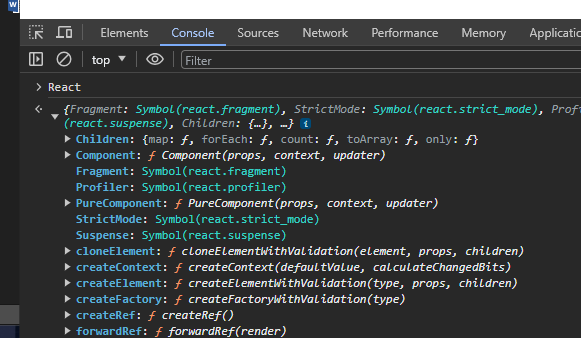 W
Elements Console Sources Network Performance Memory Applicati
top ▼ Filter
> React
{Fragment: Symbol(react.fragment), StrictMode: Symbol(react.strict_mode), Prof
(react.suspense), Children: {…}, …} i
Children: {map: ƒ, forEach: ƒ, count: ƒ, toArray: ƒ, only: ƒ}
Component: ƒ Component(props, context, updater)
Fragment: Symbol(react.fragment)
Profiler: Symbol(react.profiler)
PureComponent: ƒ PureComponent(props, context, updater)
StrictMode: Symbol(react.strict_mode)
Suspense: Symbol(react.suspense)
cloneElement: ƒ cloneElementWithValidation(element, props, children)
createContext: ƒ createContext(defaultValue, calculateChangedBits)
createElement: ƒ createElementWithValidation(type, props, children)
createFactory: ƒ createFactoryWithValidation(type)
createRef: ƒ createRef()
forwardRef: ƒ forwardRef(render)